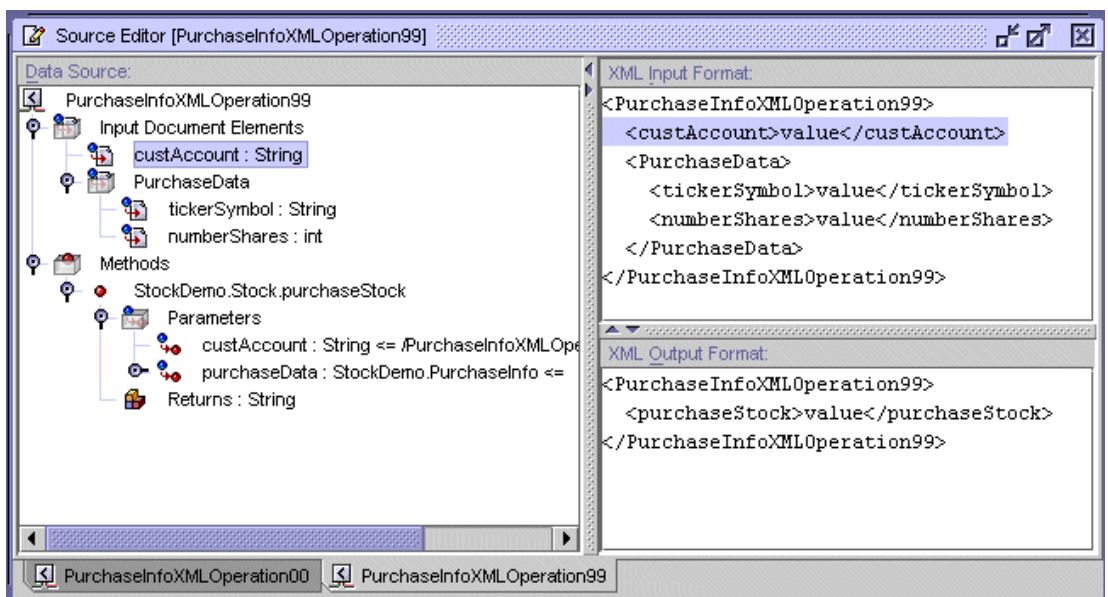 Source Editor [PurchaseInfoXMLOperation99]
Data Source:
PurchaseInfoXMLOperation99
Input Document Elements
custAccount : String
PurchaseData
tickerSymbol : String
numberShares : int
Methods
StockDemo.Stock.purchaseStock
Parameters
custAccount : String <= /PurchaseInfoXMLOpe
purchaseData : StockDemo.PurchaseInfo <=
Returns : String
XML Input Format:
<PurchaseInfoXMLOperation99>
<custAccount>value</custAccount>
<PurchaseData>
<tickerSymbol>value</tickerSymbol>
<numberShares>value</numberShares>
</PurchaseData>
</PurchaseInfoXMLOperation99>
XML Output Format:
<PurchaseInfoXMLOperation99>
<purchaseStock>value</purchaseStock>
</PurchaseInfoXMLOperation99>
PurchaseInfoXMLOperation00
PurchaseInfoXMLOperation99